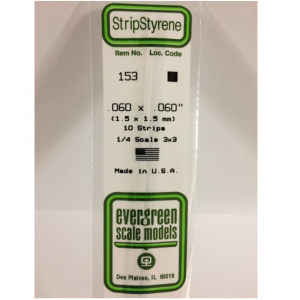 StripStyrene
Item No. Loc. Code
153
.060 x .060"
(1.5 x 1.5 mm)
10 Strips
1/4 Scale 3x3
Made in U.S.A.
evergreen
scale models
Des Plaines, IL 60018